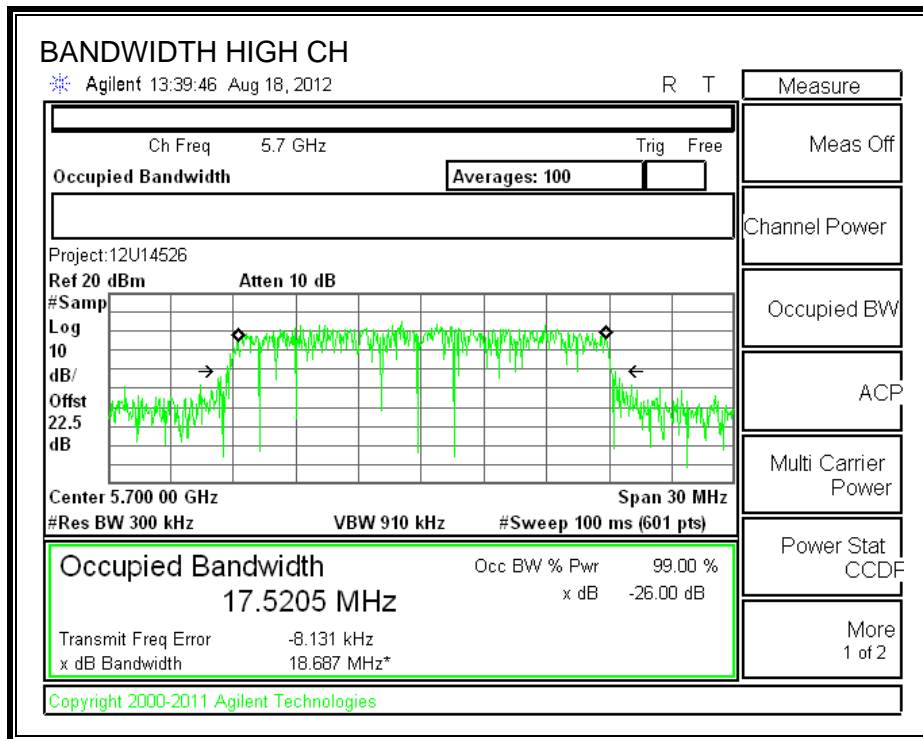 BANDWIDTH HIGH CH
Agilent 13:39:46 Aug 18, 2012 R T
Measure
Ch Freq 5.7 GHz Trig Free
Meas Off
Occupied Bandwidth Averages: 100
Channel Power
Project:12U14526
Ref 20 dBm Atten 10 dB
#Samp
Log
10
dB/
Offst
22.5
dB
Occupied BW
ACP
Multi Carrier
Power
Center 5.700 00 GHz Span 30 MHz
#Res BW 300 kHz VBW 910 kHz #Sweep 100 ms (601 pts)
Power Stat
CCDF
Occupied Bandwidth Occ BW % Pwr 99.00 %
17.5205 MHz x dB -26.00 dB
Transmit Freq Error -8.131 kHz
x dB Bandwidth 18.687 MHz*
More
1 of 2
Copyright 2000-2011 Agilent Technologies